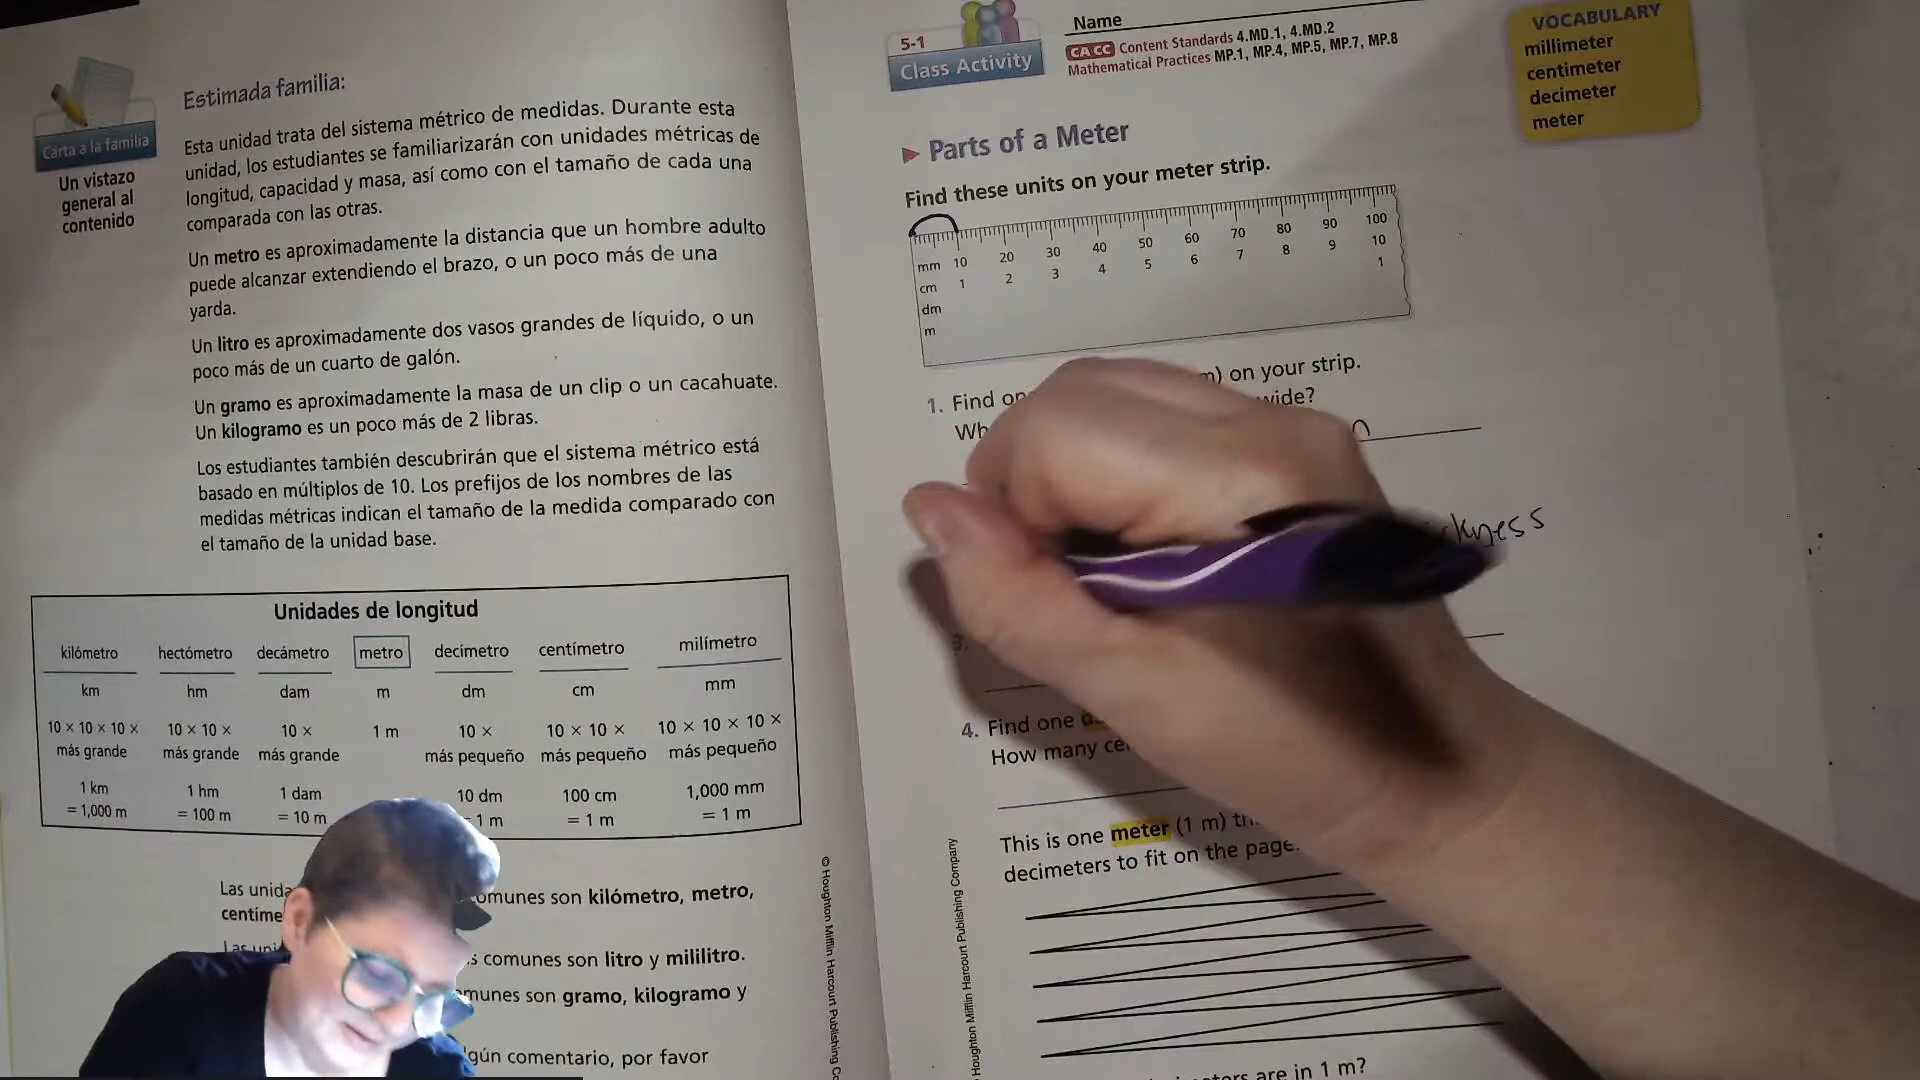 Carta a la familia
Un vistazo
general al
contenido
Estimada familia:
Esta unidad trata del sistema métrico de medidas. Durante esta
unidad, los estudiantes se familiarizarán con unidades métricas de
longitud, capacidad y masa, así como con el tamaño de cada una
comparada con las otras.
Un metro es aproximadamente la distancia que un hombre adulto
puede alcanzar extendiendo el brazo, o un poco más de una
yarda.
Un litro es aproximadamente dos vasos grandes de líquido, o un
poco más de un cuarto de galón.
Un gramo es aproximadamente la masa de un clip o un cacahuate.
Un kilogramo es un poco más de 2 libras.
Los estudiantes también descubrirán que el sistema métrico está
basado en múltiplos de 10. Los prefijos de los nombres de las
medidas métricas indican el tamaño de la medida comparado con
el tamaño de la unidad base.
Unidades de longitud
kilómetro hectómetro decámetro metro decímetro centímetro milímetro
km hm dam m dm cm mm
10 × 10 × 10 × 10 × 10 × 10 × 1 m 10 × 10 × 10 × 10 × 10 × 10 ×
más grande más grande más grande más pequeño más pequeño más pequeño
1 km 1 hm 1 dam 10 dm 100 cm 1,000 mm
= 1,000 m = 100 m = 10 m = 1 m = 1 m = 1 m
Las
comunes son kilómetro, metro,
Las
comunes son litro y mililitro.
son gramo, kilogramo y
comentario, por favor
© Houghton Mifflin Harcourt Publishing
5-1
Class Activity
Name
CA CC Content Standards 4.MD.1, 4.MD.2
Mathematical Practices MP.1, MP.4, MP.5, MP.7, MP.8
VOCABULARY
millimeter
centimeter
decimeter
meter
Parts of a Meter
Find these units on your meter strip.
mm 10 20 30 40 50 60 70 80 90 100
cm 1 2 3 4 5 6 7 8 9 10
dm 1
m
1. Find on your strip.
wide?
3.
4. Find one
How many
This is one meter (1 m)
decimeters to fit on the page.
are in 1 m?
Houghton Mifflin Harcourt Publishing Company